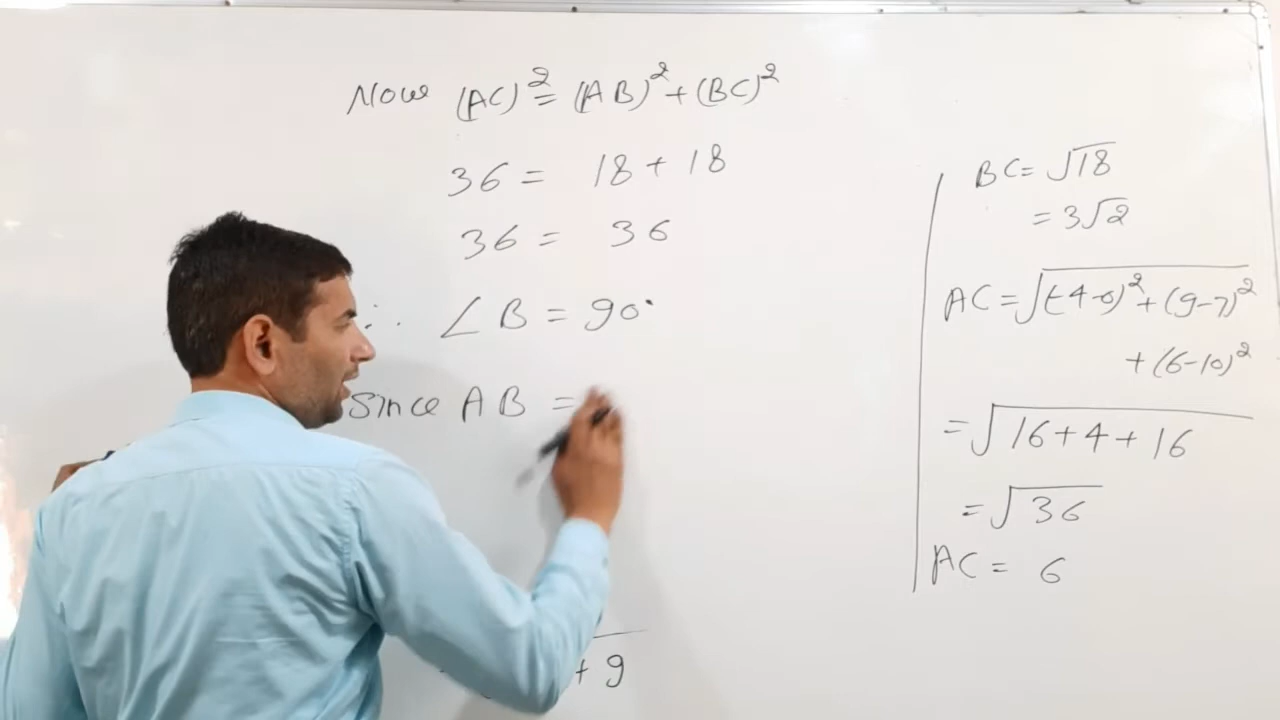 Now (AC)² = (AB)² + (BC)²
36 = 18 + 18
36 = 36
∴ ∠B = 90°
Since AB =
+ 9
BC = √18
= 3√2
AC = √(-4-0)² + (9-7)²
+ (6-10)²
= √16+4+16
= √36
AC = 6